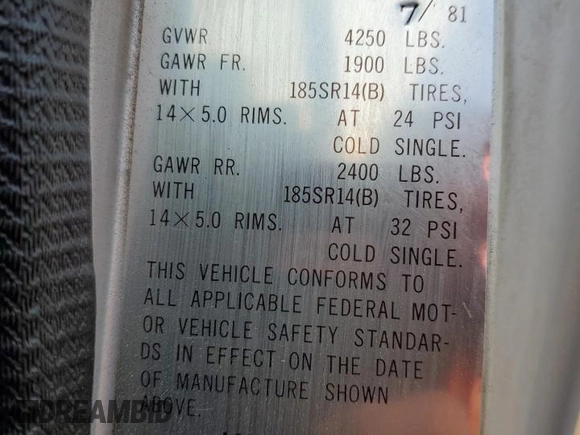 7/ 81
GVWR 4250 LBS.
GAWR FR. 1900 LBS.
WITH 185SR14(B) TIRES,
14×5.0 RIMS. AT 24 PSI
COLD SINGLE.
GAWR RR. 2400 LBS.
WITH 185SR14(B) TIRES,
14×5.0 RIMS. AT 32 PSI
COLD SINGLE.
THIS VEHICLE CONFORMS TO
ALL APPLICABLE FEDERAL MOT-
OR VEHICLE SAFETY STANDAR-
DS IN EFFECT ON THE DATE
OF MANUFACTURE SHOWN
ABOVE.
DREAMBID